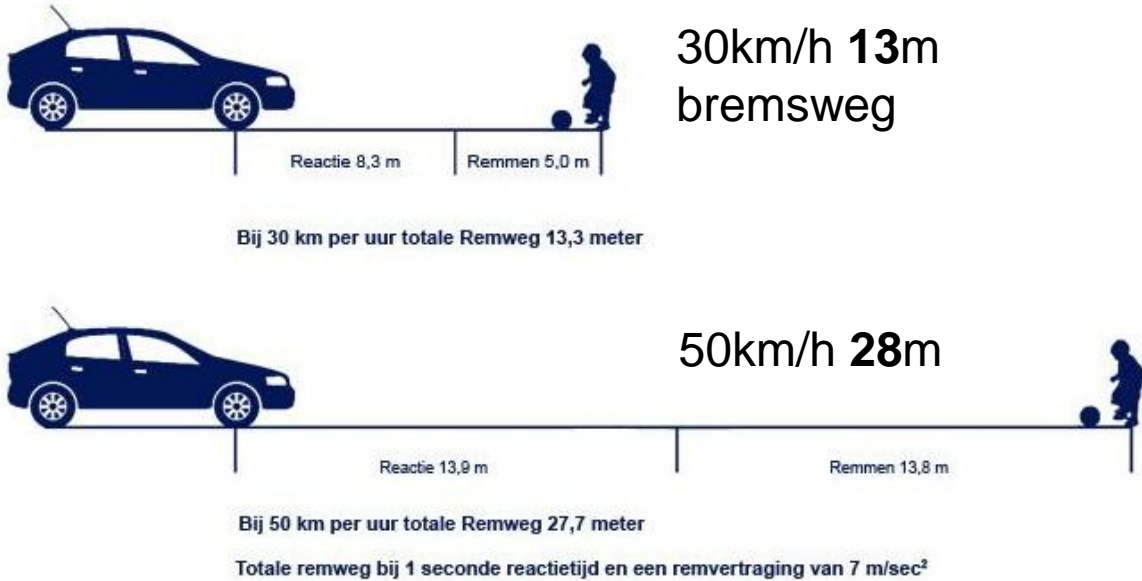 30km/h 13m
bremsweg
Reactie 8,3 m
Remmen 5,0 m
Bij 30 km per uur totale Remweg 13,3 meter
50km/h 28m
Reactie 13,9 m
Remmen 13,8 m
Bij 50 km per uur totale Remweg 27,7 meter
Totale remweg bij 1 seconde reactietijd en een remvertraging van 7 m/sec²